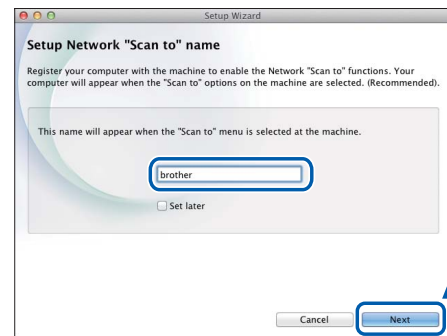 Setup Wizard
Setup Network "Scan to" name
Register your computer with the machine to enable the Network "Scan to" functions. Your
computer will appear when the "Scan to" options on the machine are selected. (Recommended).
This name will appear when the "Scan to" menu is selected at the machine.
brother
Set later
Cancel
Next